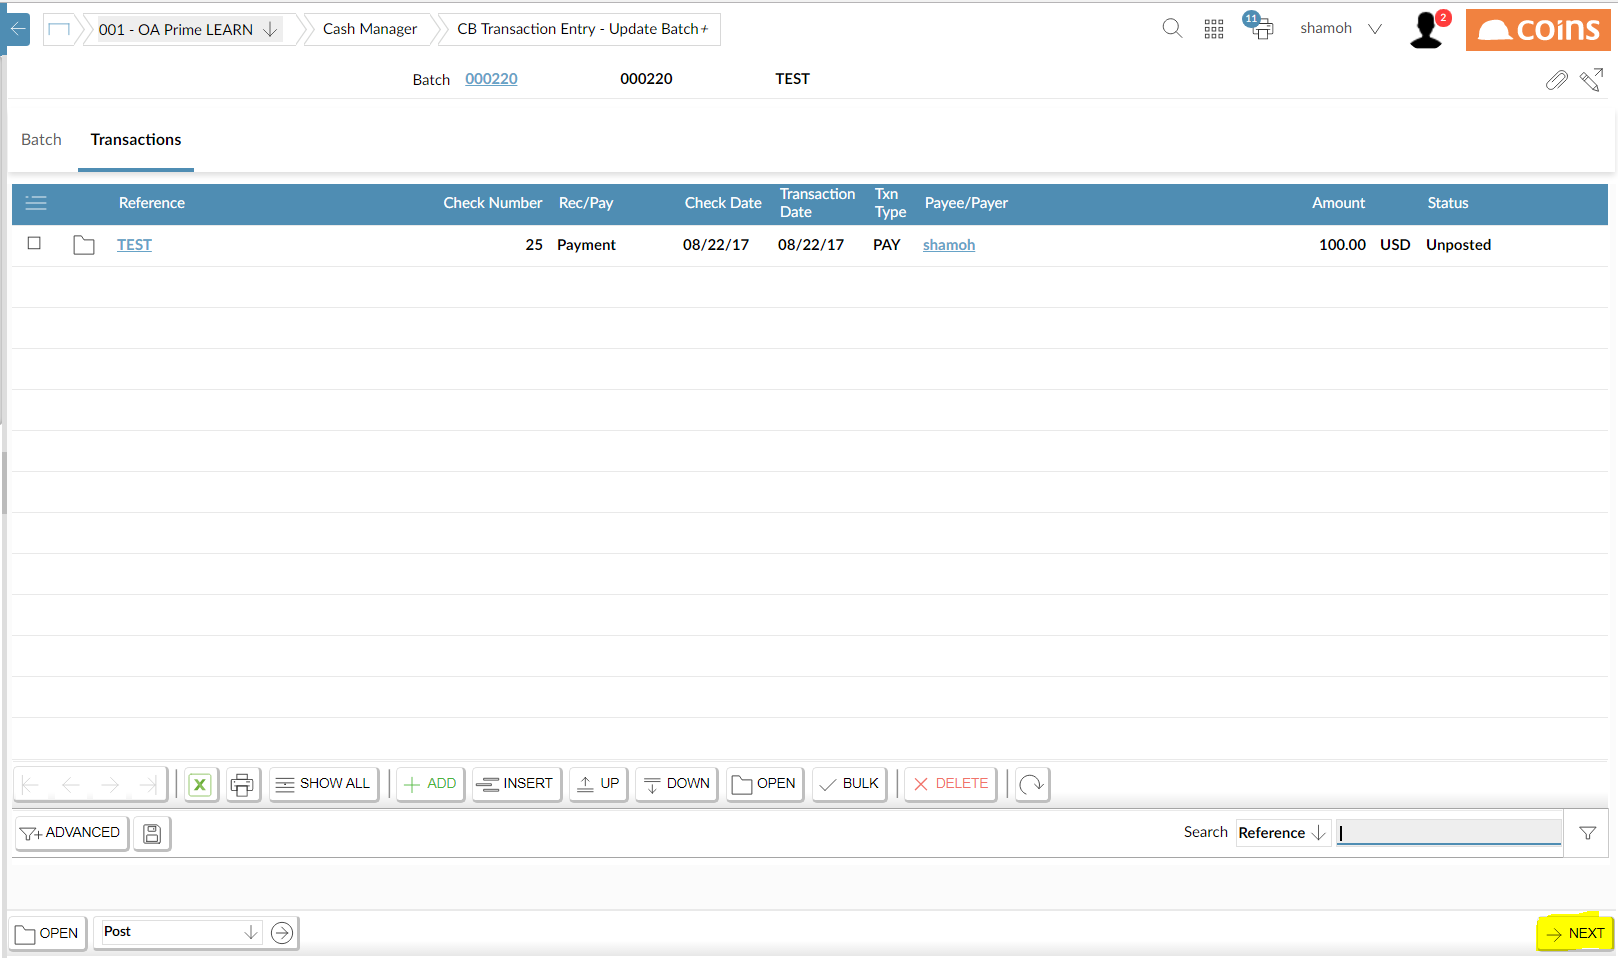 001 - OA Prime LEARN
Cash Manager
CB Transaction Entry - Update Batch
11
shamoh
2
COINS
Batch 000220 000220 TEST
Batch Transactions
Reference Check Number Rec/Pay Check Date Transaction Date Txn Type Payee/Payer Amount Status
TEST 25 Payment 08/22/17 08/22/17 PAY shamoh 100.00 USD Unposted
SHOW ALL ADD INSERT UP DOWN OPEN BULK DELETE
ADVANCED Search Reference
OPEN Post NEXT